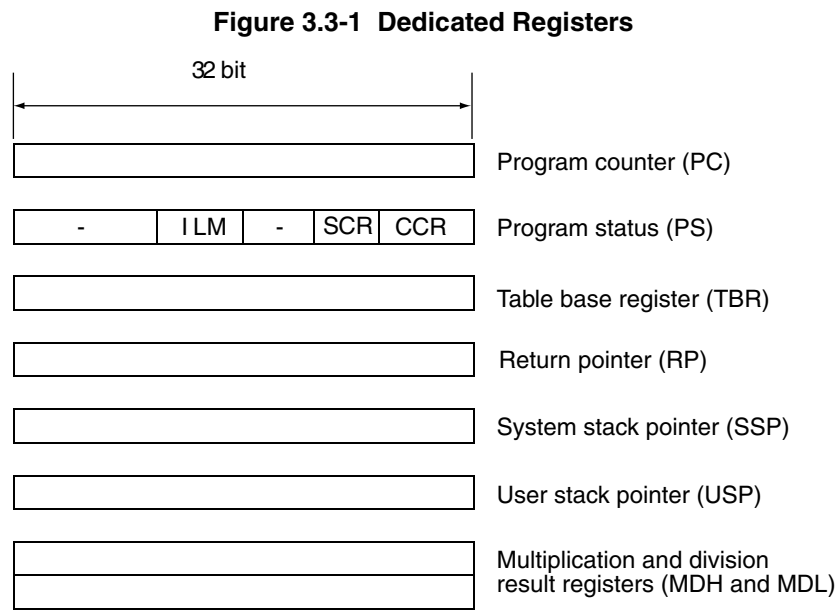 Figure 3.3-1 Dedicated Registers
32 bit
Program counter (PC)
- ILM - SCR CCR Program status (PS)
Table base register (TBR)
Return pointer (RP)
System stack pointer (SSP)
User stack pointer (USP)
Multiplication and division
result registers (MDH and MDL)